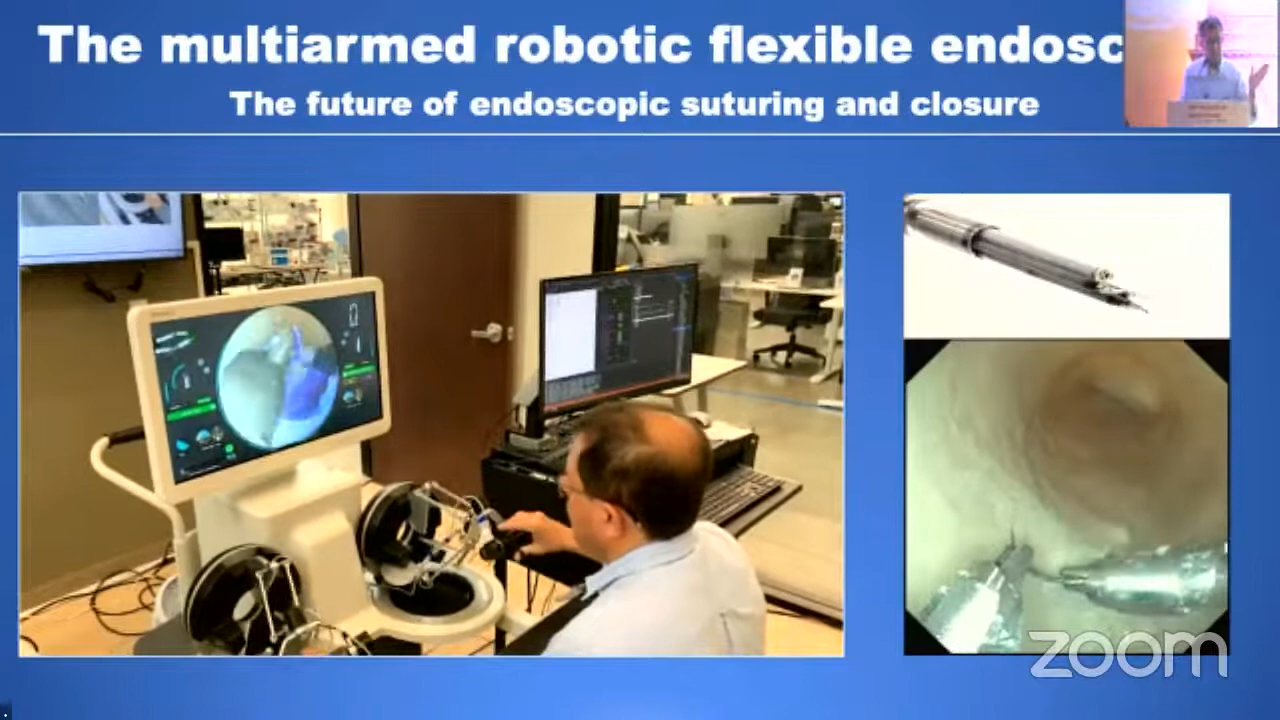 The multiarmed robotic flexible endosc
The future of endoscopic suturing and closure
zoom